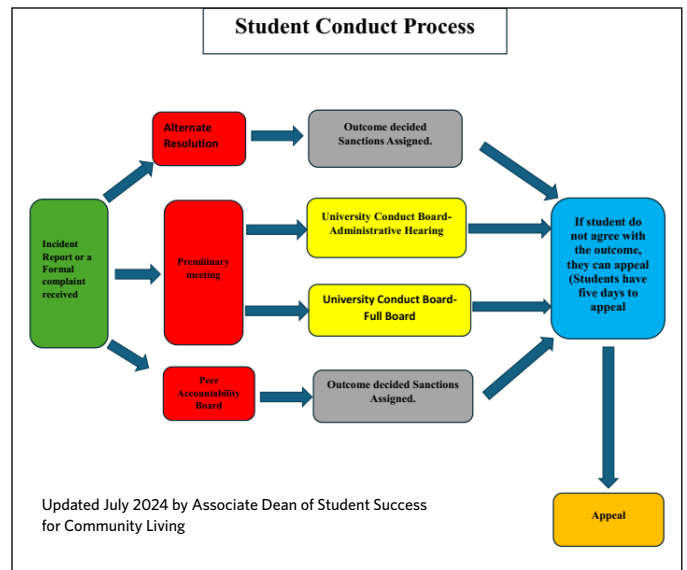 Student Conduct Process
Alternate
Resolution
Outcome decided
Sanctions Assigned.
Incident
Report or a
Formal
complaint
received
Premilinary
meeting
University Conduct Board-
Administrative Hearing
University Conduct Board-
Full Board
If student do
not agree with
the outcome,
they can appeal
(Students have
five days to
appeal
Peer
Accountability
Board
Outcome decided Sanctions
Assigned.
Appeal
Updated July 2024 by Associate Dean of Student Success
for Community Living